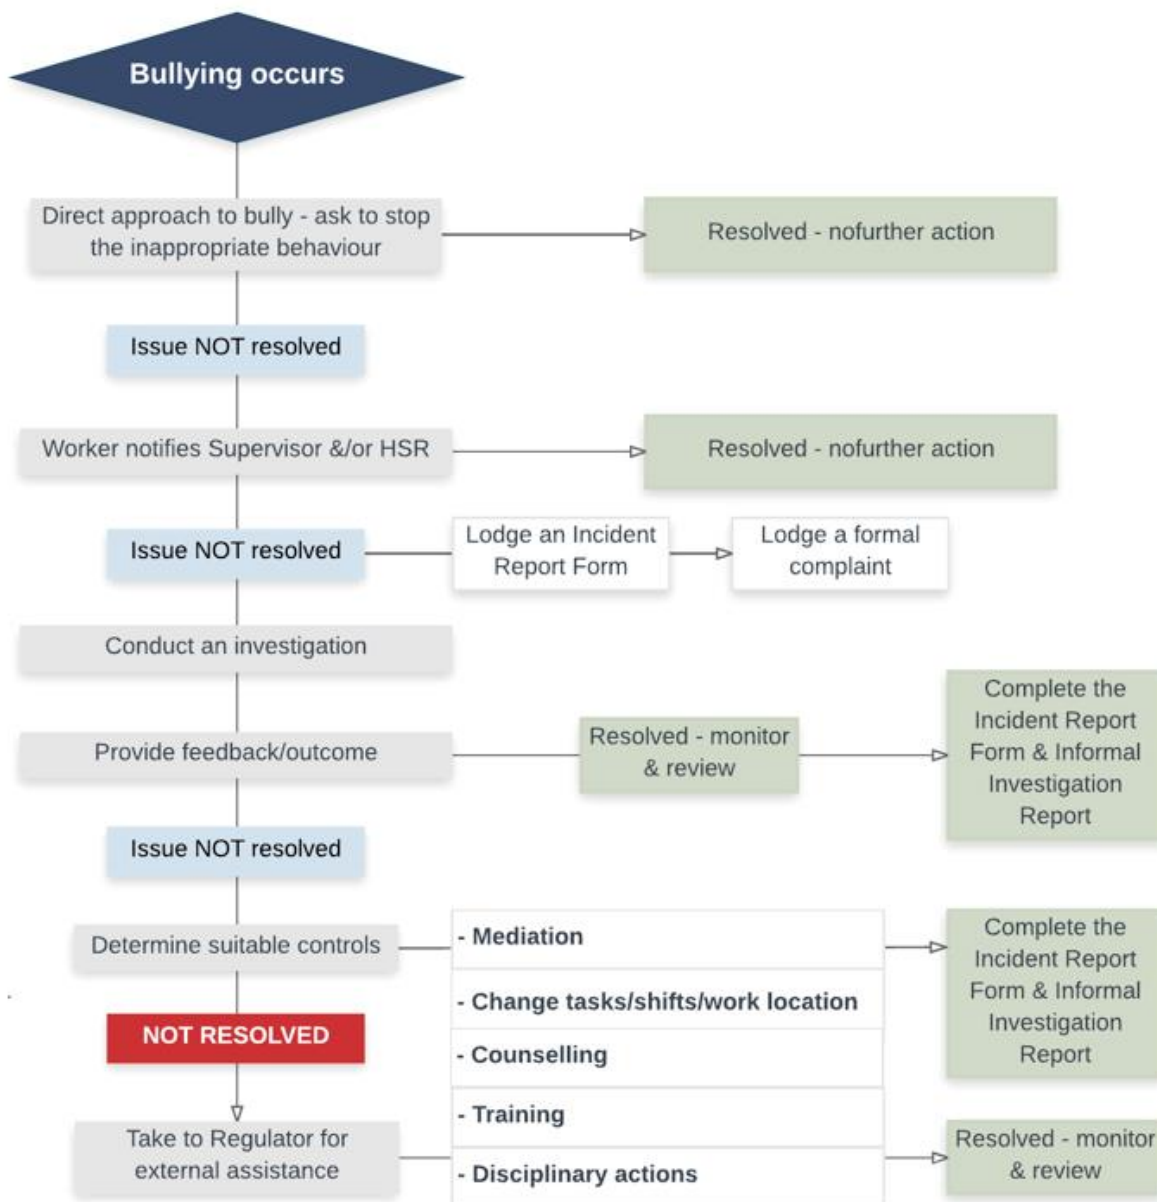 Bullying occurs
Direct approach to bully - ask to stop
the inappropriate behaviour
Resolved - nofurther action
Issue NOT resolved
Worker notifies Supervisor &/or HSR
Resolved - nofurther action
Issue NOT resolved
Lodge an Incident
Report Form
Lodge a formal
complaint
Conduct an investigation
Provide feedback/outcome
Resolved - monitor
& review
Complete the
Incident Report
Form & Informal
Investigation
Report
Issue NOT resolved
Determine suitable controls
- Mediation
- Change tasks/shifts/work location
- Counselling
- Training
- Disciplinary actions
Complete the
Incident Report
Form & Informal
Investigation
Report
NOT RESOLVED
Take to Regulator for
external assistance
Resolved - monitor
& review